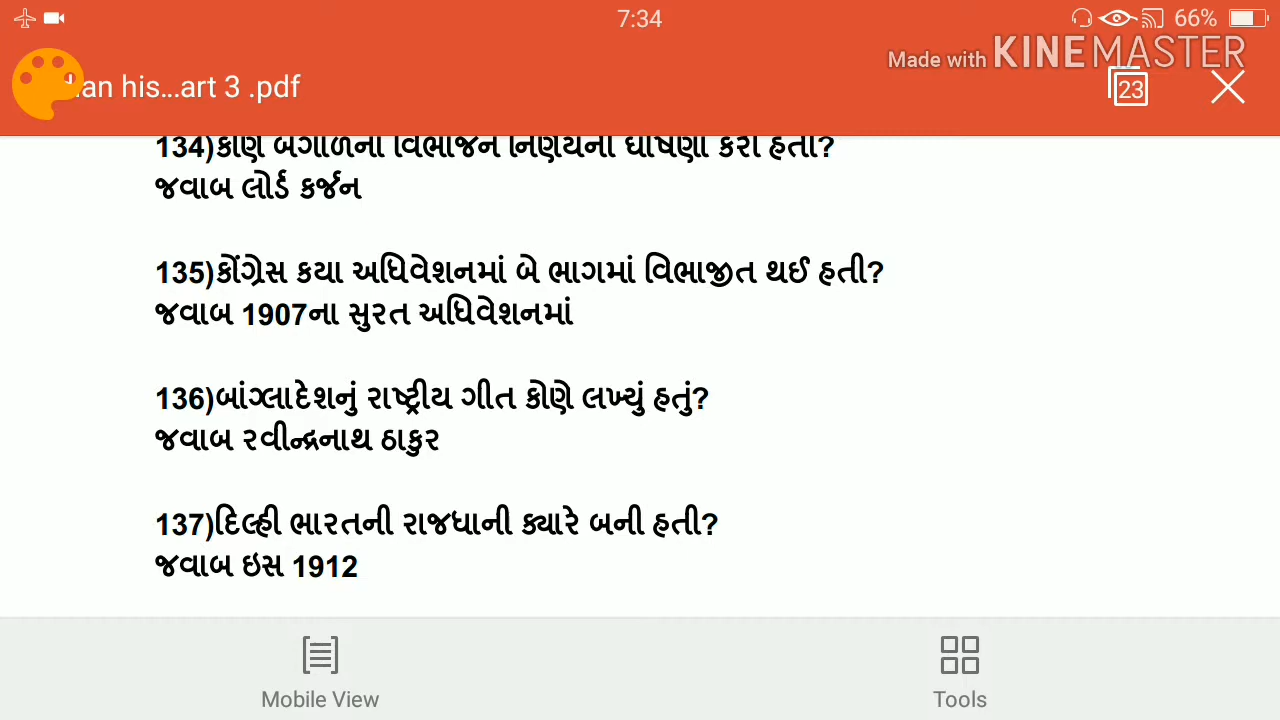 7:34
66%
Made with KINEMASTER
an his...art 3 .pdf
23
134)કોણે બંગાળના વિભાજન નિર્ણયની ઘોષણા કરી હતી?
જવાબ લોર્ડ કર્જન
135)કોંગ્રેસ કયા અધિવેશનમાં બે ભાગમાં વિભાજીત થઈ હતી?
જવાબ 1907ના સુરત અધિવેશનમાં
136)બાંગ્લાદેશનું રાષ્ટ્રીય ગીત કોણે લખ્યું હતું?
જવાબ રવીન્દ્રનાથ ઠાકુર
137)દિલ્હી ભારતની રાજધાની ક્યારે બની હતી?
જવાબ ઇસ 1912
Mobile View
Tools